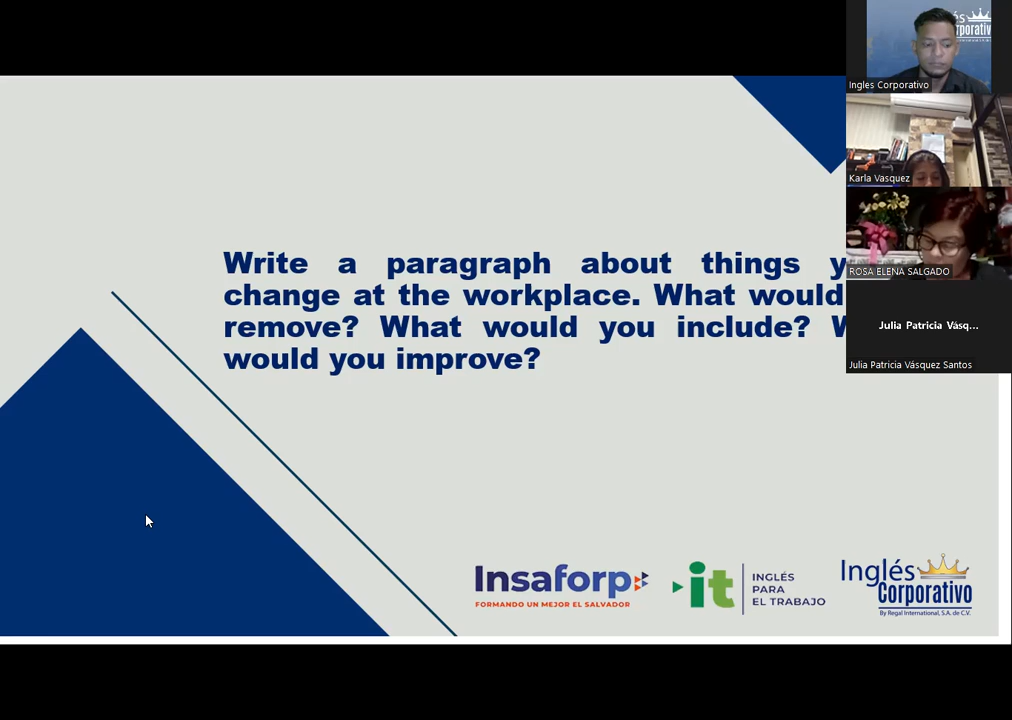 Write a paragraph about things
change at the workplace. What would
remove? What would you include?
would you improve?
Insaforp
FORMANDO UN MEJOR EL SALVADOR
it
INGLÉS
PARA
EL TRABAJO
Inglés
Corporativo
By Regal International, S.A. de C.V.
Ingles Corporativo
Karla Vasquez
ROSA ELENA SALGADO
Julia Patricia Vásq...
Julia Patricia Vásquez Santos